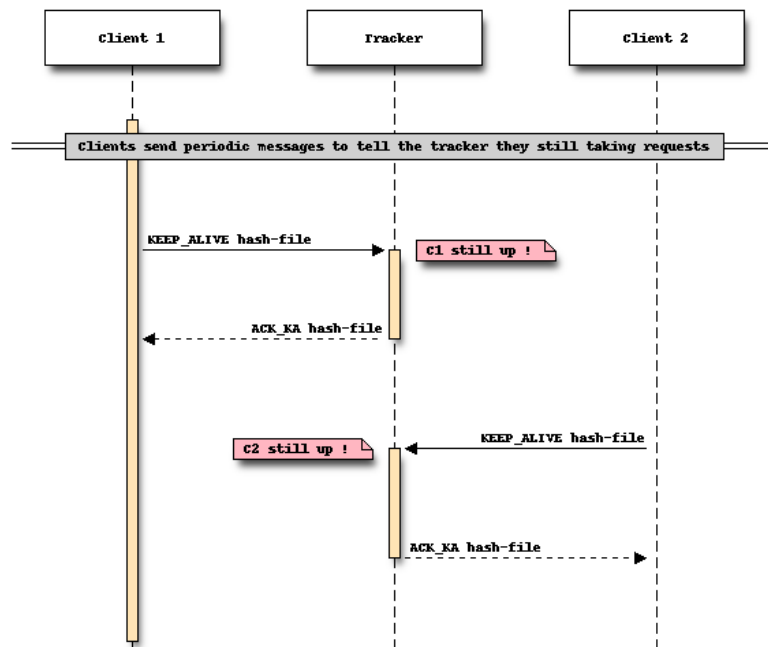 Client 1
Tracker
Client 2
Clients send periodic messages to tell the tracker they still taking requests
KEEP_ALIVE hash-file
C1 still up !
ACK_KA hash-file
KEEP_ALIVE hash-file
C2 still up !
ACK_KA hash-file